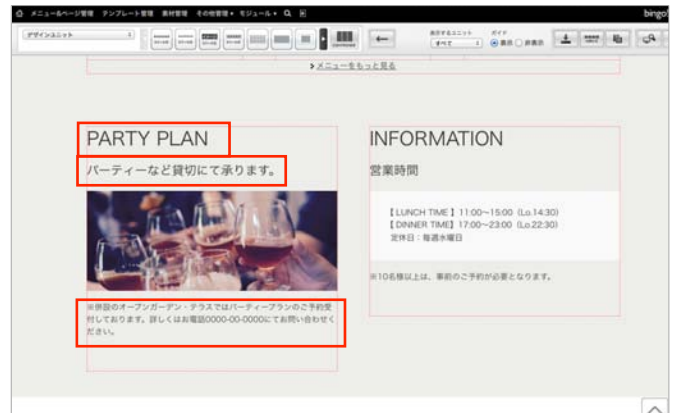 メニュー&ページ管理 テンプレート管理 素材管理 その他管理 モジュール
bingo!
デザインユニット
表示するユニット
ガイド
すべて
表示 非表示
メニューをもっと見る
PARTY PLAN
パーティーなど貸切にて承ります。
※併設のオープンガーデン・テラスではパーティープランのご予約受
付しております。詳しくはお電話0000-00-0000にてお問い合わせく
ださい。
INFORMATION
営業時間
【 LUNCH TIME 】11:00〜15:00（Lo.14:30）
【 DINNER TIME】17:00〜23:00（Lo.22:30）
定休日：毎週水曜日
※10名様以上は、事前のご予約が必要となります。